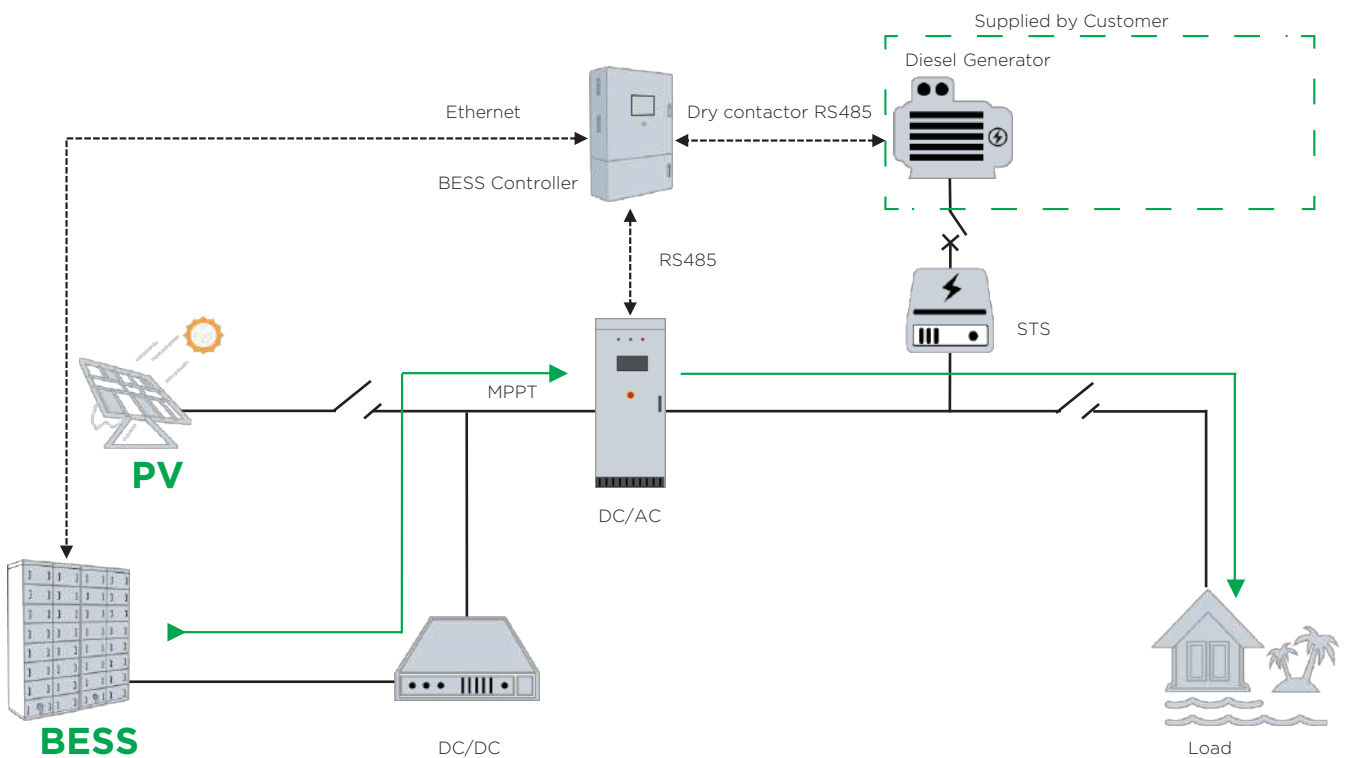 Supplied by Customer
Diesel Generator
Ethernet
Dry contactor RS485
BESS Controller
RS485
STS
MPPT
PV
DC/AC
BESS
DC/DC
Load